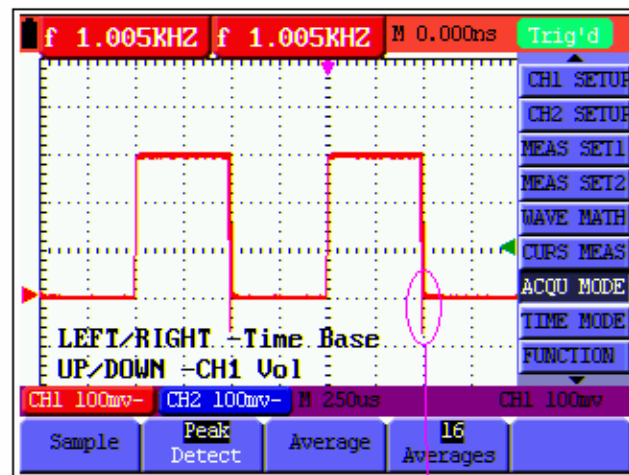 f 1.005KHZ f 1.005KHZ M 0.000ns Trig'd
CH1 SETUP
CH2 SETUP
MEAS SET1
MEAS SET2
WAVE MATH
CURS MEAS
ACQU MODE
TIME MODE
FUNCTION
LEFT/RIGHT -Time Base
UP/DOWN -CH1 Vol
CH1 100mv- CH2 100mv- M 250us CH1 100mv
Sample Peak Detect Average 16 Averages